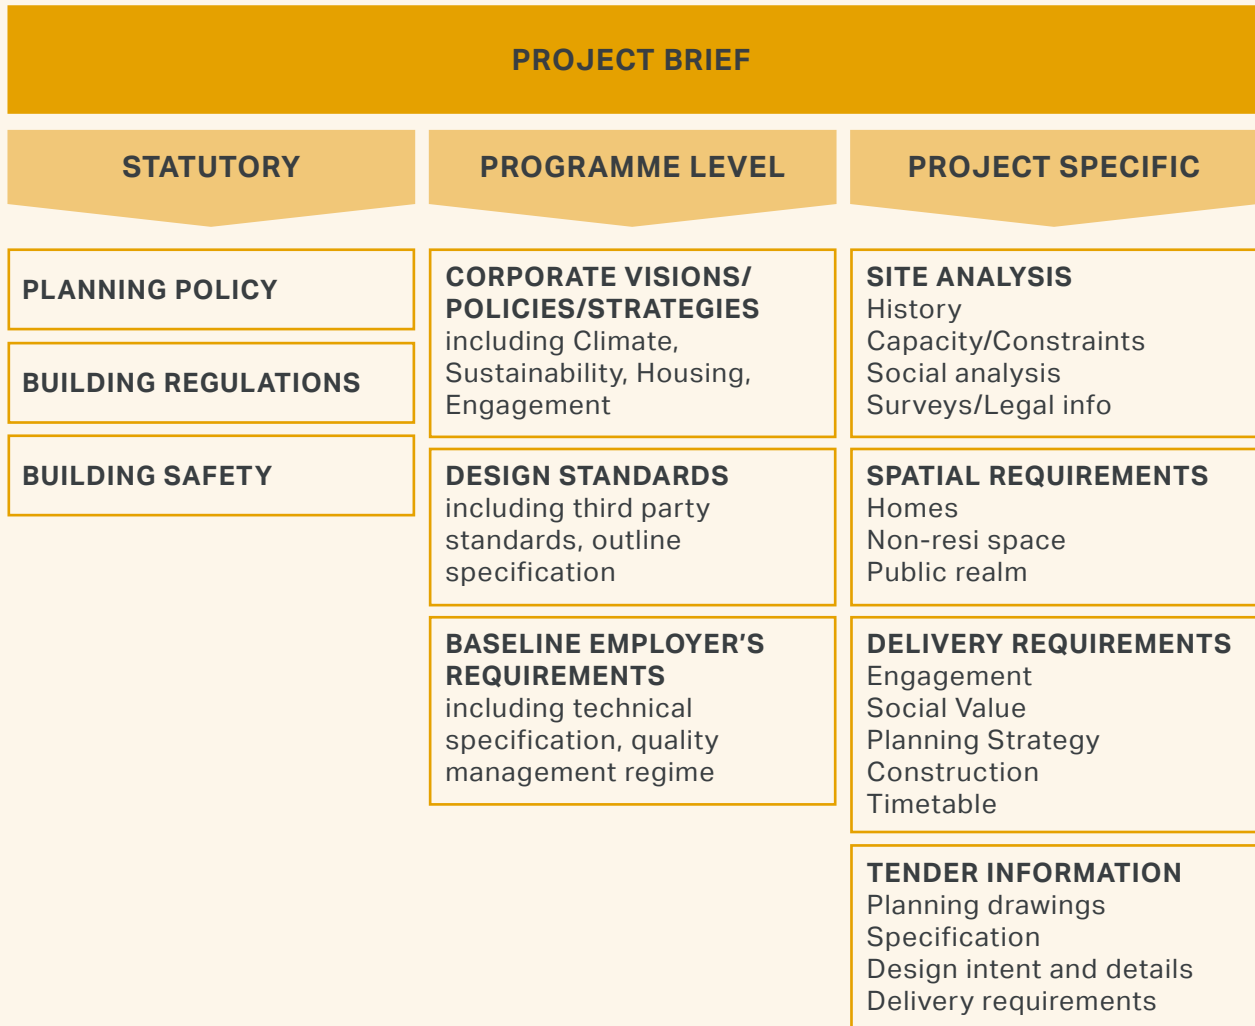 PROJECT BRIEF
STATUTORY
PLANNING POLICY
BUILDING REGULATIONS
BUILDING SAFETY
PROGRAMME LEVEL
CORPORATE VISIONS/
POLICIES/STRATEGIES
including Climate,
Sustainability, Housing,
Engagement
DESIGN STANDARDS
including third party
standards, outline
specification
BASELINE EMPLOYER’S
REQUIREMENTS
including technical
specification, quality
management regime
PROJECT SPECIFIC
SITE ANALYSIS
History
Capacity/Constraints
Social analysis
Surveys/Legal info
SPATIAL REQUIREMENTS
Homes
Non-resi space
Public realm
DELIVERY REQUIREMENTS
Engagement
Social Value
Planning Strategy
Construction
Timetable
TENDER INFORMATION
Planning drawings
Specification
Design intent and details
Delivery requirements